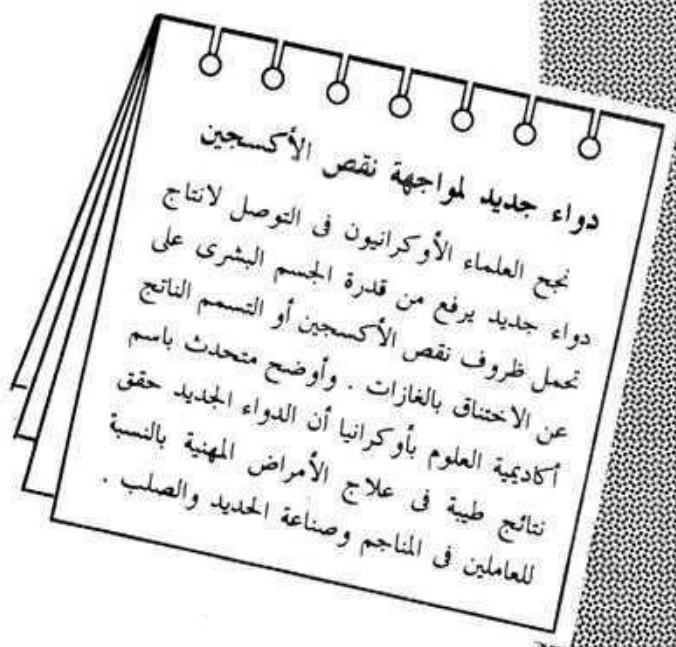 دواء جديد لمواجهة نقص الأكسجين
نجح العلماء الأوكرانيون فى التوصل لانتاج
دواء جديد يرفع من قدرة الجسم البشرى على
تحمل ظروف نقص الأكسجين أو التسمم الناتج
عن الاختناق بالغازات . وأوضح متحدث باسم
أكاديمية العلوم بأوكرانيا أن الدواء الجديد حقق
نتائج طيبة فى علاج الأمراض المهنية بالنسبة
للعاملين فى المناجم وصناعة الحديد والصلب .